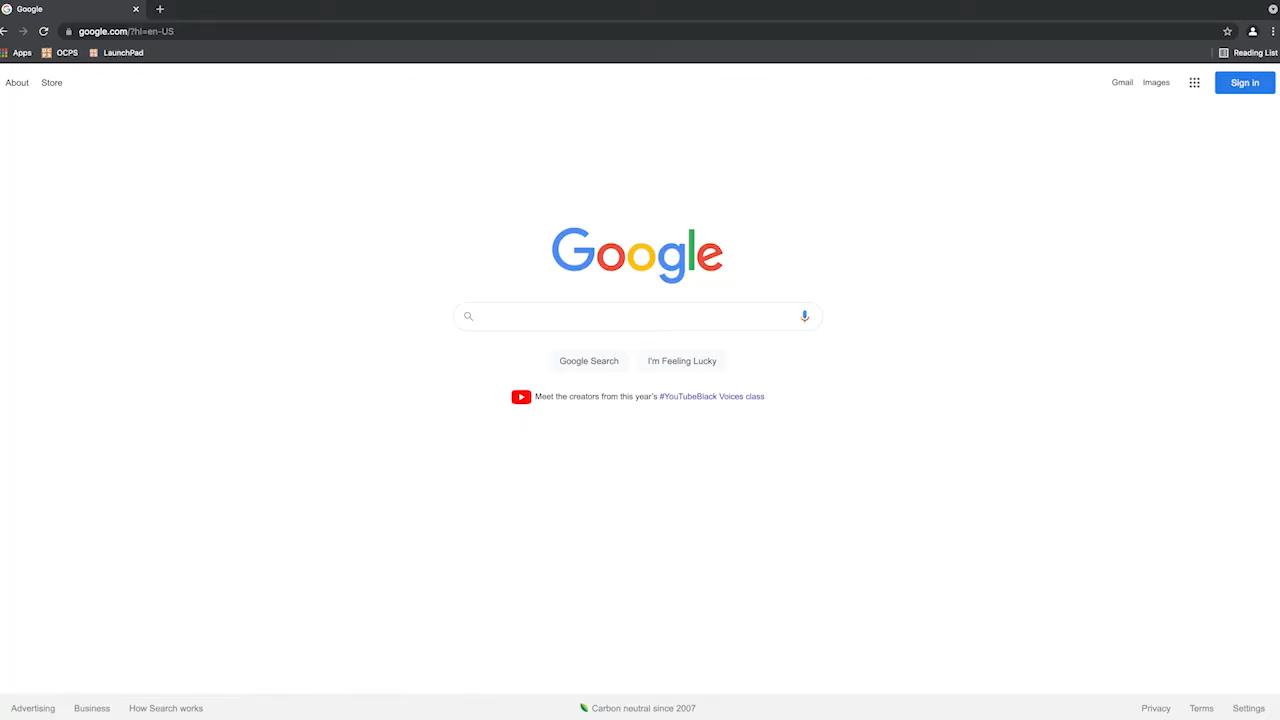 Google
google.com/?hl=en-US
Apps OCPS LaunchPad Reading List
About Store Gmail Images Sign in
Google
Google Search I'm Feeling Lucky
Meet the creators from this year's #YouTubeBlack Voices class
Advertising Business How Search works Carbon neutral since 2007 Privacy Terms Settings